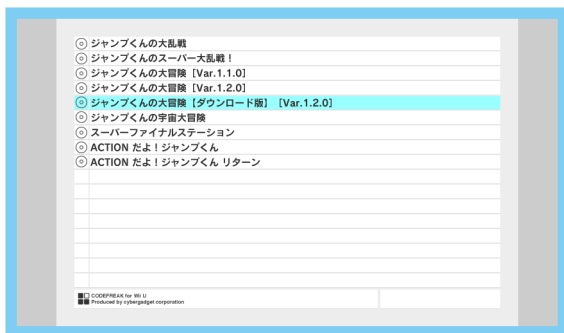 ジャンプくんの大乱戦
ジャンプくんのスーパー大乱戦！
ジャンプくんの大冒険［Var.1.1.0］
ジャンプくんの大冒険［Var.1.2.0］
ジャンプくんの大冒険【ダウンロード版】［Var.1.2.0］
ジャンプくんの宇宙大冒険
スーパーファイナルステーション
ACTION だよ！ジャンプくん
ACTION だよ！ジャンプくん リターン
CODEFREAK for Wii U
Produced by cybergadget corporation